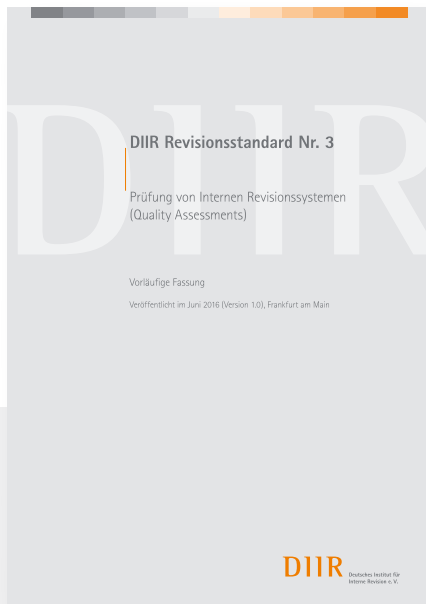 DIIR
DIIR Revisionsstandard Nr. 3
Prüfung von Internen Revisionssystemen
(Quality Assessments)
Vorläufige Fassung
Veröffentlicht im Juni 2016 (Version 1.0), Frankfurt am Main
DIIR
Deutsches Institut für
Interne Revision e. V.